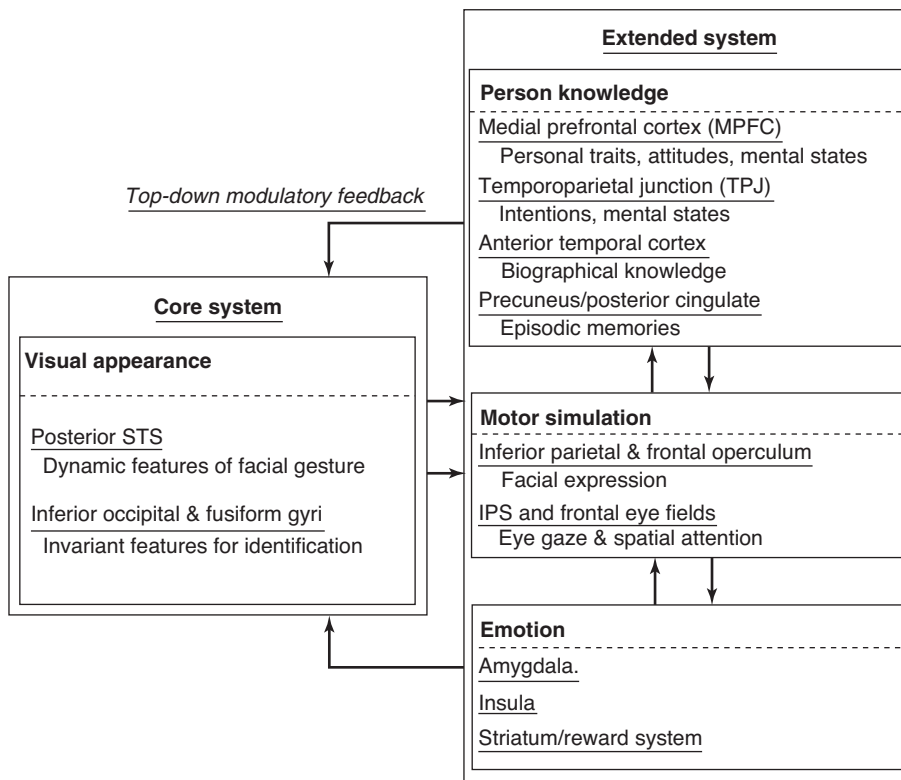 Extended system
Person knowledge
Medial prefrontal cortex (MPFC)
Personal traits, attitudes, mental states
Temporoparietal junction (TPJ)
Intentions, mental states
Anterior temporal cortex
Biographical knowledge
Precuneus/posterior cingulate
Episodic memories
Top-down modulatory feedback
Core system
Visual appearance
Posterior STS
Dynamic features of facial gesture
Inferior occipital & fusiform gyri
Invariant features for identification
Motor simulation
Inferior parietal & frontal operculum
Facial expression
IPS and frontal eye fields
Eye gaze & spatial attention
Emotion
Amygdala.
Insula
Striatum/reward system